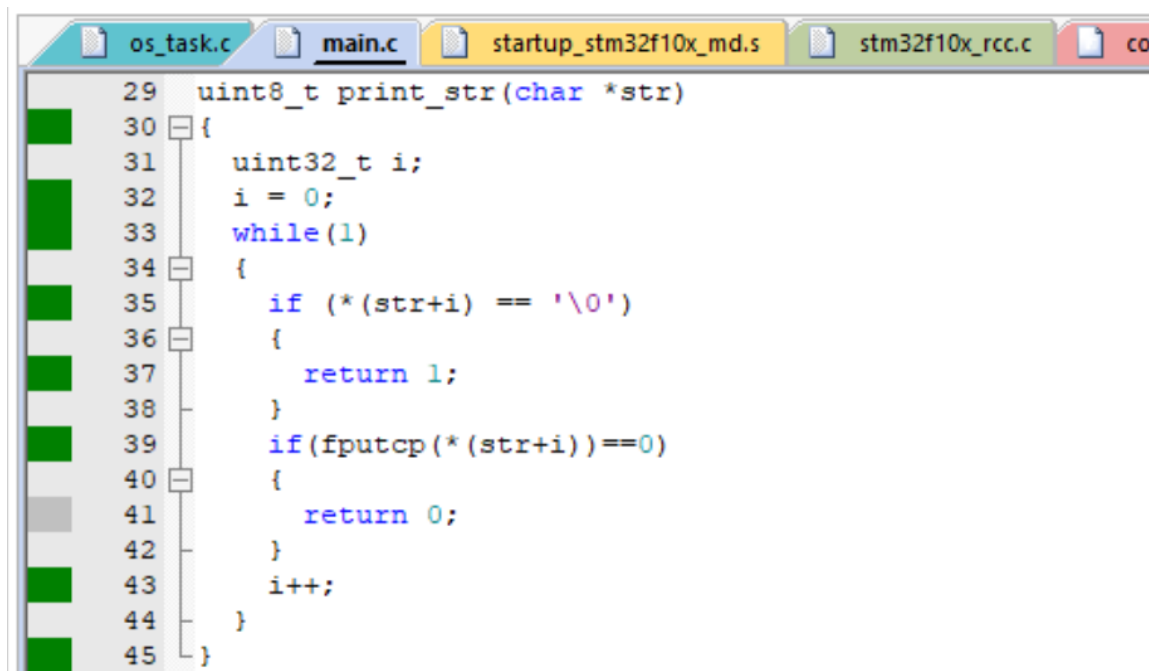 os_task.c main.c startup_stm32f10x_md.s stm32f10x_rcc.c co
29 uint8_t print_str(char *str)
30 {
31 uint32_t i;
32 i = 0;
33 while(1)
34 {
35 if (*(str+i) == '\0')
36 {
37 return 1;
38 }
39 if(fputcp(*(str+i))==0)
40 {
41 return 0;
42 }
43 i++;
44 }
45 }